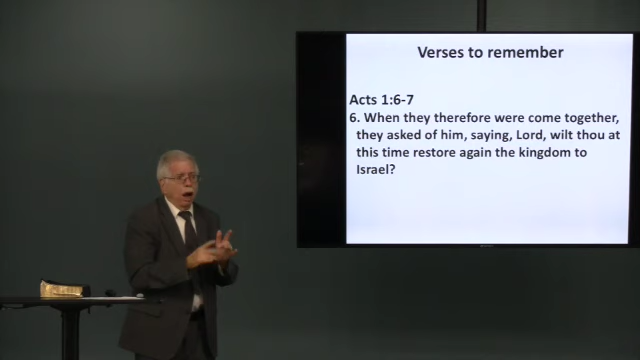 Verses to remember
Acts 1:6-7
6. When they therefore were come together,
they asked of him, saying, Lord, wilt thou at
this time restore again the kingdom to
Israel?